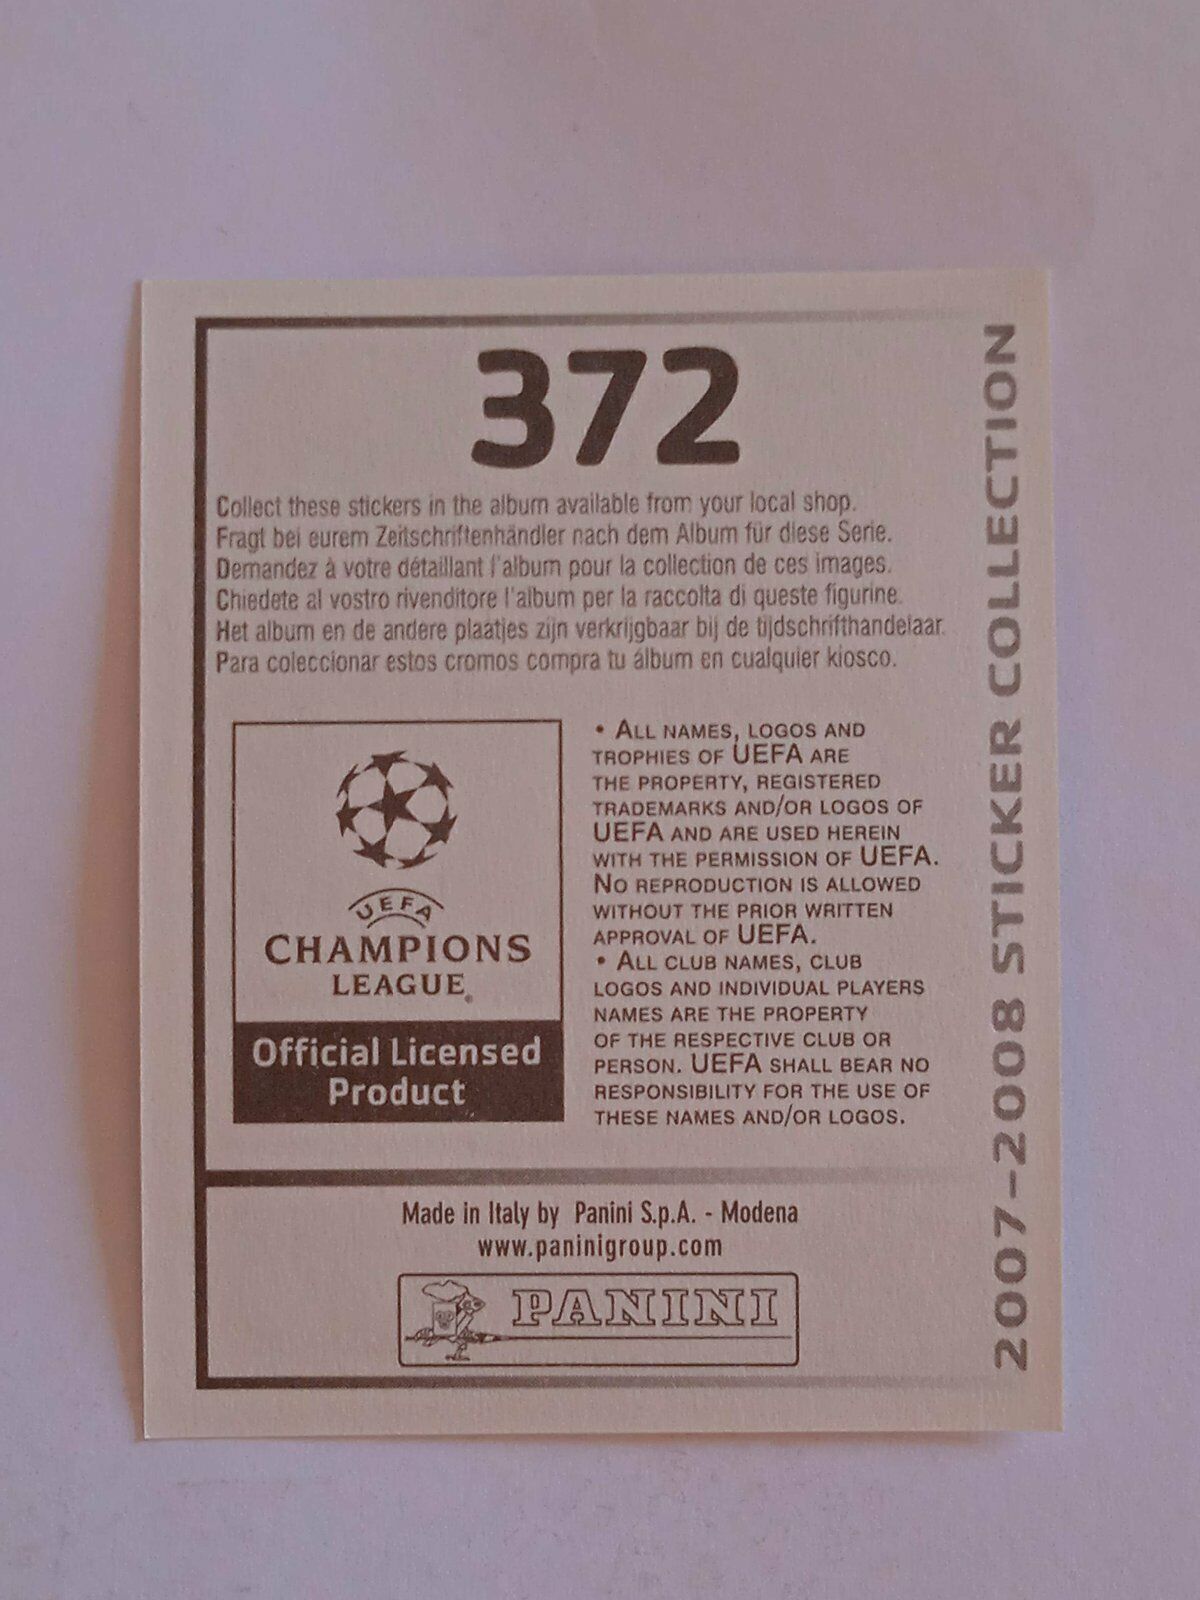 372
Collect these stickers in the album available from your local shop.
Fragt bei eurem Zeitschriftenhändler nach dem Album für diese Serie.
Demandez à votre détaillant l'album pour la collection de ces images.
Chiedete al vostro rivenditore l'album per la raccolta di queste figurine.
Het album en de andere plaatjes zijn verkrijgbaar bij de tijdschrifthandelaar.
Para coleccionar estos cromos compra tu álbum en cualquier kiosco.
UEFA
CHAMPIONS
LEAGUE®
Official Licensed
Product
• ALL NAMES, LOGOS AND
TROPHIES OF UEFA ARE
THE PROPERTY, REGISTERED
TRADEMARKS AND/OR LOGOS OF
UEFA AND ARE USED HEREIN
WITH THE PERMISSION OF UEFA.
NO REPRODUCTION IS ALLOWED
WITHOUT THE PRIOR WRITTEN
APPROVAL OF UEFA.
• ALL CLUB NAMES, CLUB
LOGOS AND INDIVIDUAL PLAYERS
NAMES ARE THE PROPERTY
OF THE RESPECTIVE CLUB OR
PERSON. UEFA SHALL BEAR NO
RESPONSIBILITY FOR THE USE OF
THESE NAMES AND/OR LOGOS.
Made in Italy by Panini S.p.A. - Modena
www.paninigroup.com
PANINI
2007-2008 STICKER COLLECTION